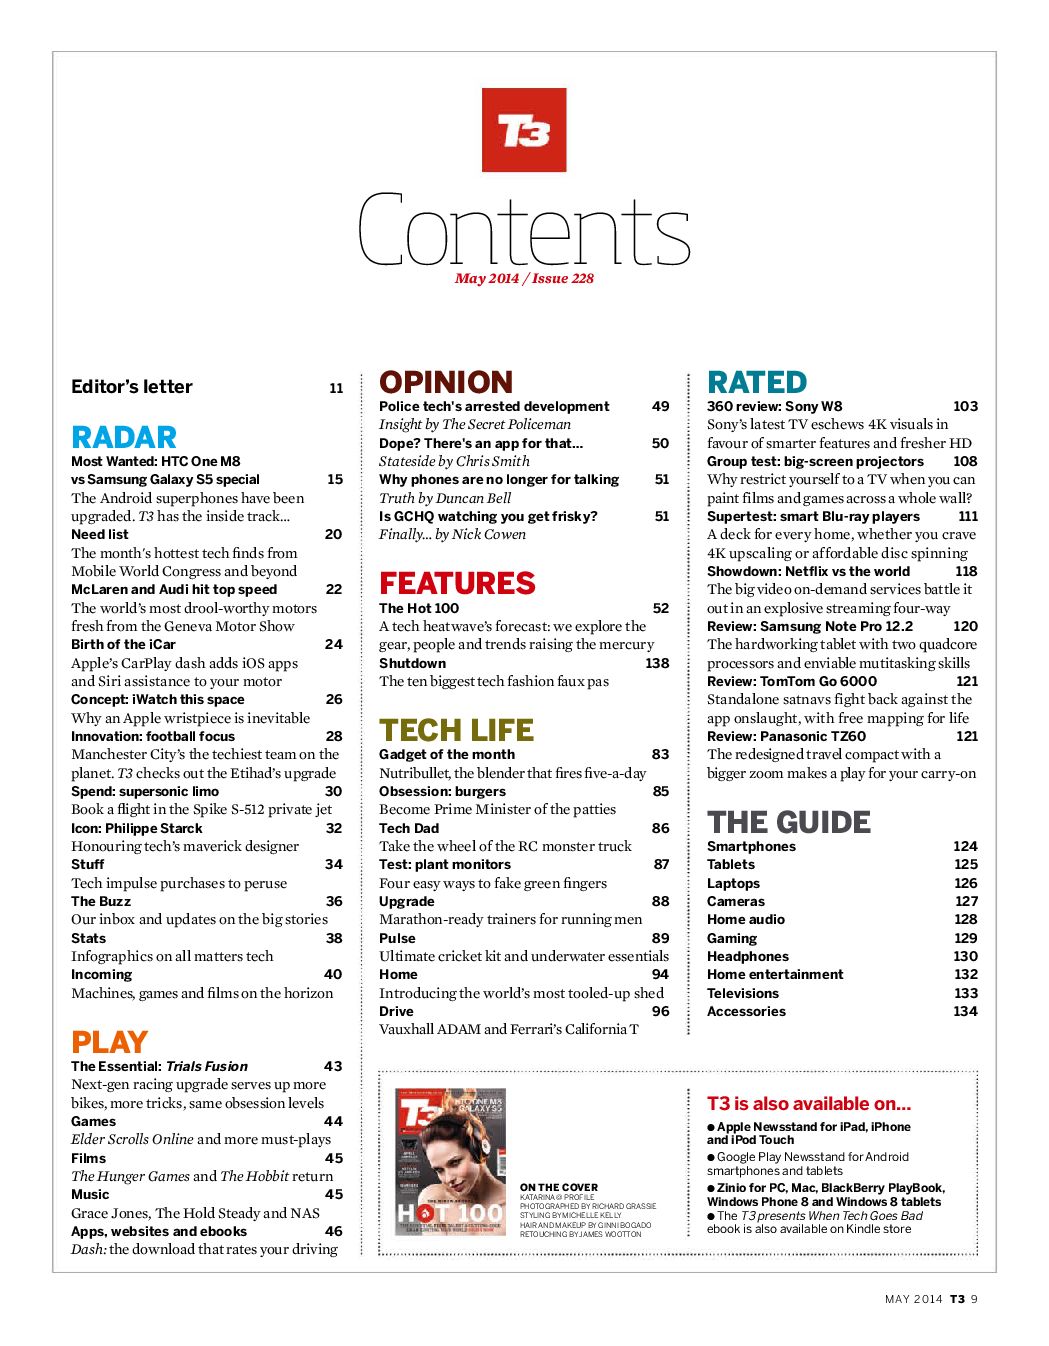 T3
Contents
May 2014 / Issue 228
Editor's letter 11
RADAR
Most Wanted: HTC One M8
vs Samsung Galaxy S5 special 15
The Android superphones have been
upgraded. T3 has the inside track...
Need list 20
The month's hottest tech finds from
Mobile World Congress and beyond
McLaren and Audi hit top speed 22
The world's most drool-worthy motors
fresh from the Geneva Motor Show
Birth of the iCar 24
Apple's CarPlay dash adds iOS apps
and Siri assistance to your motor
Concept: iWatch this space 26
Why an Apple wristpiece is inevitable
Innovation: football focus 28
Manchester City's the techiest team on the
planet. T3 checks out the Etihad's upgrade
Spend: supersonic limo 30
Book a flight in the Spike S-512 private jet
Icon: Philippe Starck 32
Honouring tech's maverick designer
Stuff 34
Tech impulse purchases to peruse
The Buzz 36
Our inbox and updates on the big stories
Stats 38
Infographics on all matters tech
Incoming 40
Machines, games and films on the horizon
PLAY
The Essential: Trials Fusion 43
Next-gen racing upgrade serves up more
bikes, more tricks, same obsession levels
Games 44
Elder Scrolls Online and more must-plays
Films 45
The Hunger Games and The Hobbit return
Music 45
Grace Jones, The Hold Steady and NAS
Apps, websites and ebooks 46
Dash: the download that rates your driving
OPINION
Police tech's arrested development 49
Insight by The Secret Policeman
Dope? There's an app for that... 50
Stateside by Chris Smith
Why phones are no longer for talking 51
Truth by Duncan Bell
Is GCHQ watching you get frisky? 51
Finally... by Nick Cowen
FEATURES
The Hot 100 52
A tech heatwave's forecast: we explore the
gear, people and trends raising the mercury
Shutdown 138
The ten biggest tech fashion faux pas
TECH LIFE
Gadget of the month 83
Nutribullet, the blender that fires five-a-day
Obsession: burgers 85
Become Prime Minister of the patties
Tech Dad 86
Take the wheel of the RC monster truck
Test: plant monitors 87
Four easy ways to fake green fingers
Upgrade 88
Marathon-ready trainers for running men
Pulse 89
Ultimate cricket kit and underwater essentials
Home 94
Introducing the world's most tooled-up shed
Drive 96
Vauxhall ADAM and Ferrari's California T
RATED
360 review: Sony W8 103
Sony's latest TV eschews 4K visuals in
favour of smarter features and fresher HD
Group test: big-screen projectors 108
Why restrict yourself to a TV when you can
paint films and games across a whole wall?
Supertest: smart Blu-ray players 111
A deck for every home, whether you crave
4K upscaling or affordable disc spinning
Showdown: Netflix vs the world 118
The big video on-demand services battle it
out in an explosive streaming four-way
Review: Samsung Note Pro 12.2 120
The hardworking tablet with two quadcore
processors and enviable mutitasking skills
Review: TomTom Go 6000 121
Standalone satnavs fight back against the
app onslaught, with free mapping for life
Review: Panasonic TZ60 121
The redesigned travel compact with a
bigger zoom makes a play for your carry-on
THE GUIDE
Smartphones 124
Tablets 125
Laptops 126
Cameras 127
Home audio 128
Gaming 129
Headphones 130
Home entertainment 132
Televisions 133
Accessories 134
T3
HTC ONE M8
GALAXY S5
HOT 100
ON THE COVER
KATARINA@ PROFILE
PHOTOGRAPHED BY RICHARD GRASSIE
STYLING BY MICHELLE KELLY
HAIR AND MAKEUP BY GINNI BOGADO
RETOUCHING BY JAMES WOOTTON
T3 is also available on...
● Apple Newsstand for iPad, iPhone
and iPod Touch
● Google Play Newsstand for Android
smartphones and tablets
● Zinio for PC, Mac, BlackBerry PlayBook,
Windows Phone 8 and Windows 8 tablets
● The T3 presents When Tech Goes Bad
ebook is also available on Kindle store
MAY 2014 T3 9